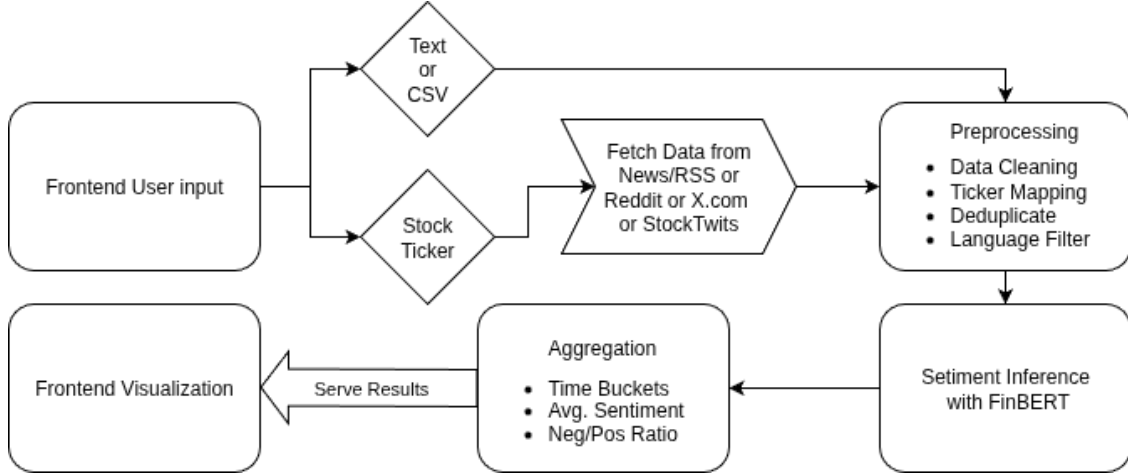 Text
or
CSV
Frontend User input
Stock
Ticker
Fetch Data from
News/RSS or
Reddit or X.com
or StockTwits
Preprocessing
• Data Cleaning
• Ticker Mapping
• Deduplicate
• Language Filter
Setiment Inference
with FinBERT
Aggregation
• Time Buckets
• Avg. Sentiment
• Neg/Pos Ratio
Serve Results
Frontend Visualization